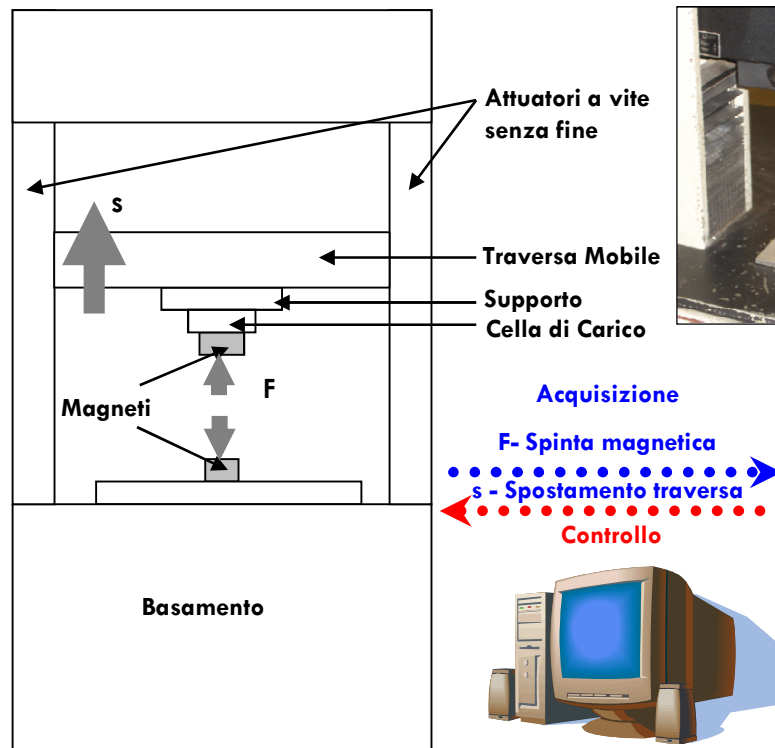 Attuatori a vite
senza fine
s
Traversa Mobile
Supporto
Cella di Carico
F
Magneti
Acquisizione
F- Spinta magnetica
s - Spostamento traversa
Controllo
Basamento